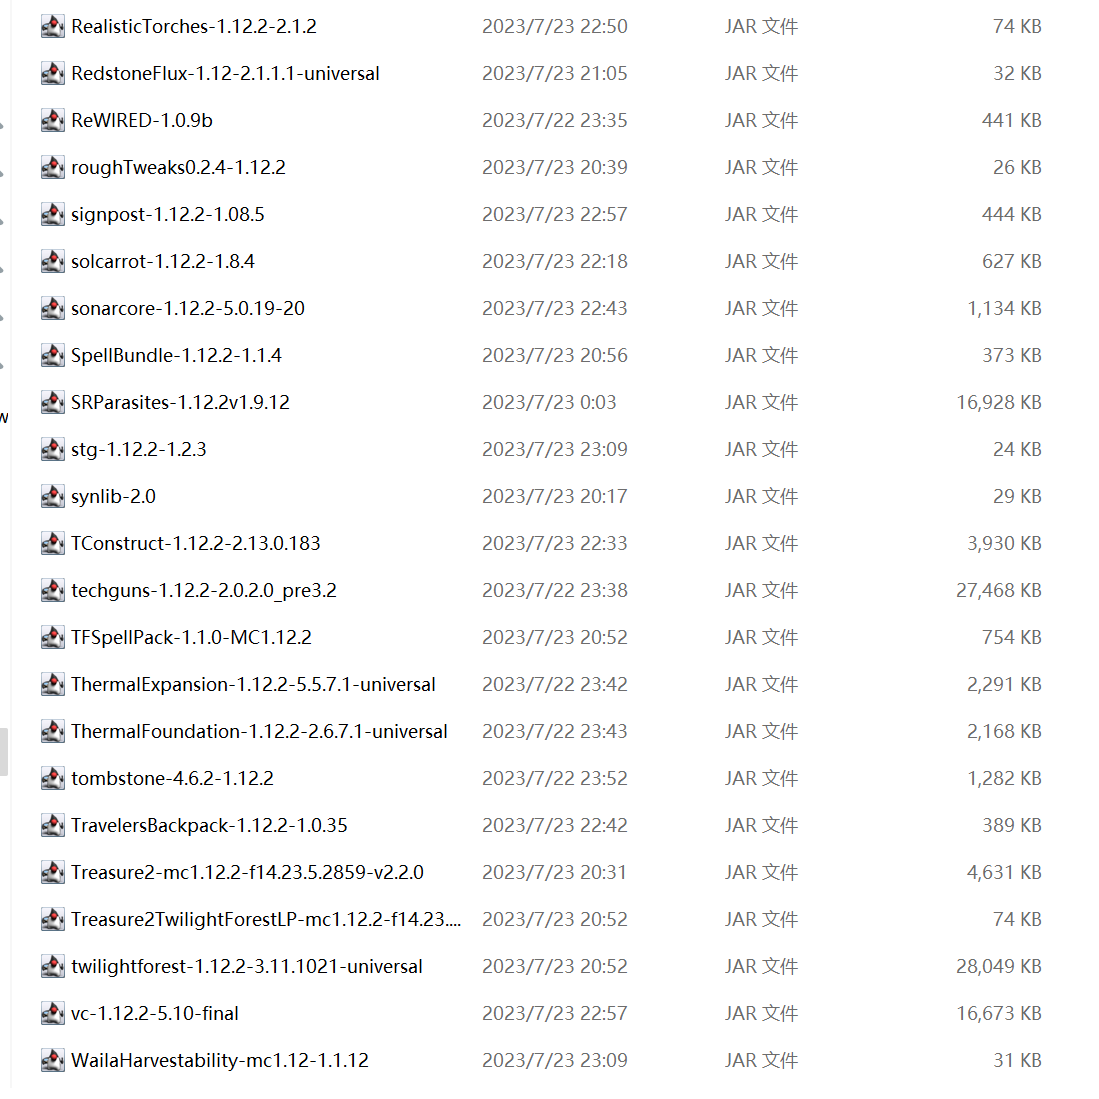 RealisticTorches-1.12.2-2.1.2 2023/7/23 22:50 JAR 文件 74 KB
RedstoneFlux-1.12-2.1.1.1-universal 2023/7/23 21:05 JAR 文件 32 KB
ReWIRED-1.0.9b 2023/7/22 23:35 JAR 文件 441 KB
roughTweaks0.2.4-1.12.2 2023/7/23 20:39 JAR 文件 26 KB
signpost-1.12.2-1.08.5 2023/7/23 22:57 JAR 文件 444 KB
solcarrot-1.12.2-1.8.4 2023/7/23 22:18 JAR 文件 627 KB
sonarcore-1.12.2-5.0.19-20 2023/7/23 22:43 JAR 文件 1,134 KB
SpellBundle-1.12.2-1.1.4 2023/7/23 20:56 JAR 文件 373 KB
SRParasites-1.12.2v1.9.12 2023/7/23 0:03 JAR 文件 16,928 KB
w
stg-1.12.2-1.2.3 2023/7/23 23:09 JAR 文件 24 KB
synlib-2.0 2023/7/23 20:17 JAR 文件 29 KB
TConstruct-1.12.2-2.13.0.183 2023/7/23 22:33 JAR 文件 3,930 KB
techguns-1.12.2-2.0.2.0_pre3.2 2023/7/22 23:38 JAR 文件 27,468 KB
TFSpellPack-1.1.0-MC1.12.2 2023/7/23 20:52 JAR 文件 754 KB
ThermalExpansion-1.12.2-5.5.7.1-universal 2023/7/22 23:42 JAR 文件 2,291 KB
ThermalFoundation-1.12.2-2.6.7.1-universal 2023/7/22 23:43 JAR 文件 2,168 KB
tombstone-4.6.2-1.12.2 2023/7/22 23:52 JAR 文件 1,282 KB
TravelersBackpack-1.12.2-1.0.35 2023/7/23 22:42 JAR 文件 389 KB
Treasure2-mc1.12.2-f14.23.5.2859-v2.2.0 2023/7/23 20:31 JAR 文件 4,631 KB
Treasure2TwilightForestLP-mc1.12.2-f14.23.... 2023/7/23 20:52 JAR 文件 74 KB
twilightforest-1.12.2-3.11.1021-universal 2023/7/23 20:52 JAR 文件 28,049 KB
vc-1.12.2-5.10-final 2023/7/23 22:57 JAR 文件 16,673 KB
WailaHarvestability-mc1.12-1.1.12 2023/7/23 23:09 JAR 文件 31 KB